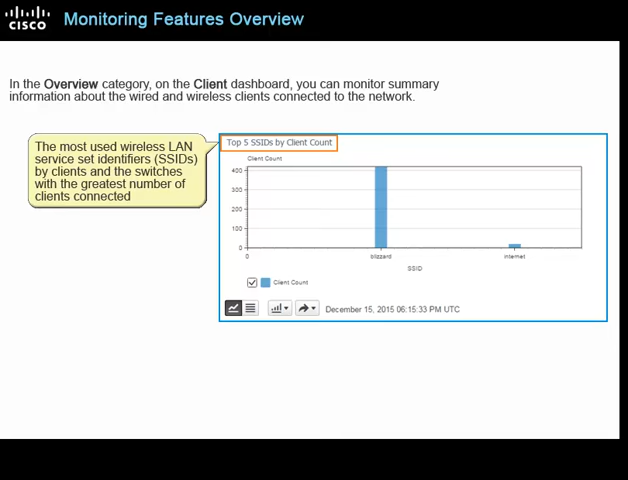 CISCO
Monitoring Features Overview
In the Overview category, on the Client dashboard, you can monitor summary
information about the wired and wireless clients connected to the network.
The most used wireless LAN
service set identifiers (SSIDs)
by clients and the switches
with the greatest number of
clients connected
Top 5 SSIDs by Client Count
Client Count
400
300
200
100
0
0 blizzard internet
SSID
Client Count
December 15, 2015 06:15:33 PM UTC